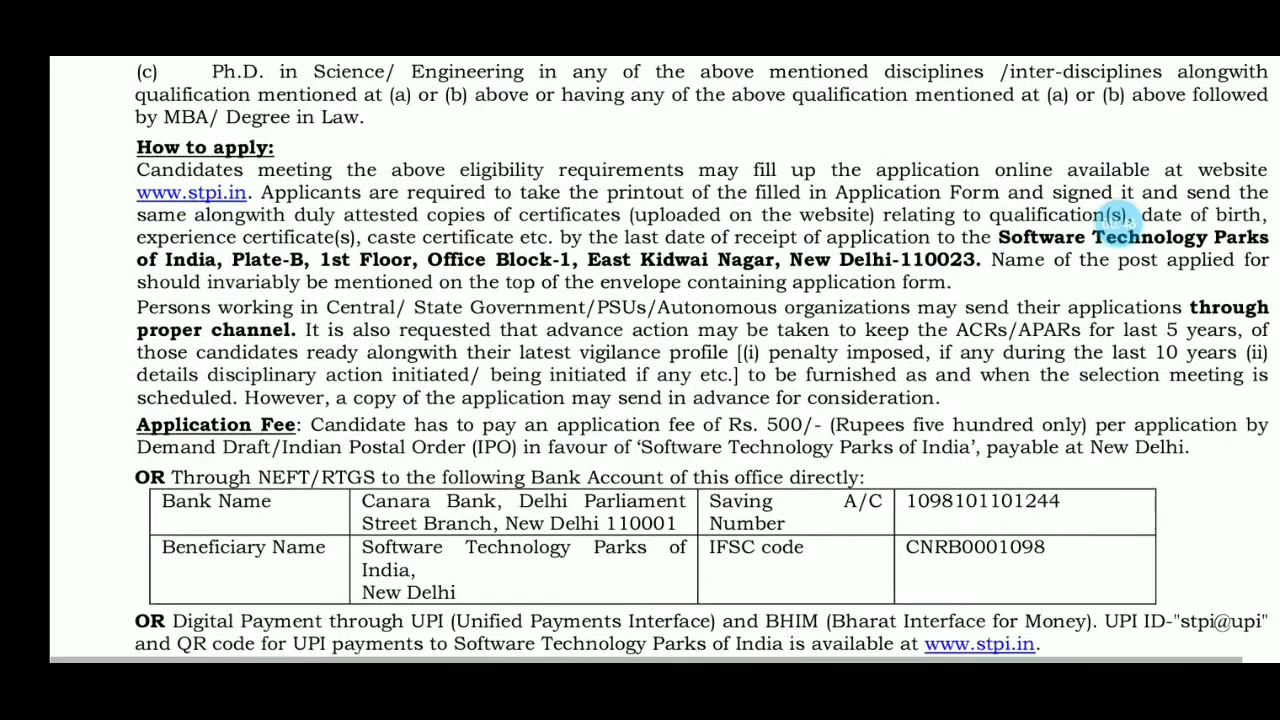 (c) Ph.D. in Science/ Engineering in any of the above mentioned disciplines /inter-disciplines alongwith
qualification mentioned at (a) or (b) above or having any of the above qualification mentioned at (a) or (b) above followed
by MBA/ Degree in Law.
How to apply:
Candidates meeting the above eligibility requirements may fill up the application online available at website
www.stpi.in. Applicants are required to take the printout of the filled in Application Form and signed it and send the
same alongwith duly attested copies of certificates (uploaded on the website) relating to qualification(s), date of birth,
experience certificate(s), caste certificate etc. by the last date of receipt of application to the Software Technology Parks
of India, Plate-B, 1st Floor, Office Block-1, East Kidwai Nagar, New Delhi-110023. Name of the post applied for
should invariably be mentioned on the top of the envelope containing application form.
Persons working in Central/ State Government/PSUs/Autonomous organizations may send their applications through
proper channel. It is also requested that advance action may be taken to keep the ACRs/APARs for last 5 years, of
those candidates ready alongwith their latest vigilance profile [(i) penalty imposed, if any during the last 10 years (ii)
details disciplinary action initiated/ being initiated if any etc.] to be furnished as and when the selection meeting is
scheduled. However, a copy of the application may send in advance for consideration.
Application Fee: Candidate has to pay an application fee of Rs. 500/- (Rupees five hundred only) per application by
Demand Draft/Indian Postal Order (IPO) in favour of ‘Software Technology Parks of India’, payable at New Delhi.
OR Through NEFT/RTGS to the following Bank Account of this office directly:
Bank Name Canara Bank, Delhi Parliament Saving A/C 1098101101244
Street Branch, New Delhi 110001 Number
Beneficiary Name Software Technology Parks of IFSC code CNRB0001098
India,
New Delhi
OR Digital Payment through UPI (Unified Payments Interface) and BHIM (Bharat Interface for Money). UPI ID-"stpi@upi"
and QR code for UPI payments to Software Technology Parks of India is available at www.stpi.in.